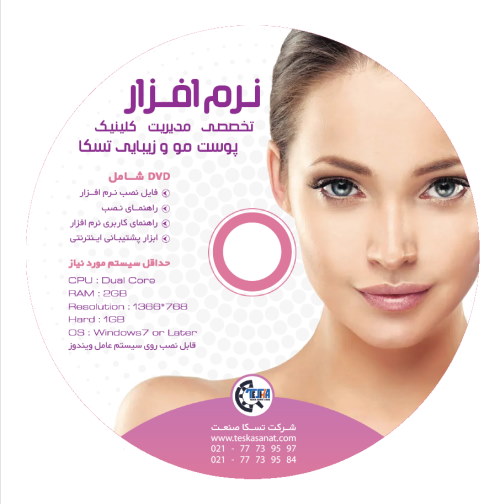 نرم افزار
تخصصی مدیریت کلینیک
پوست مو و زیبایی تسکا
DVD شامل
فایل نصب نرم افزار
راهنمای نصب
راهنمای کاربری نرم افزار
ابزار پشتیبانی اینترنتی
حداقل سیستم مورد نیاز
CPU : Dual Core
RAM : 2GB
Resolution : 1366*768
Hard : 1GB
OS : Windows7 or Later
قابل نصب روی سیستم عامل ویندوز
TESKA
شرکت تسکا صنعت
www.teskasanat.com
021 - 77 73 95 97
021 - 77 73 95 84